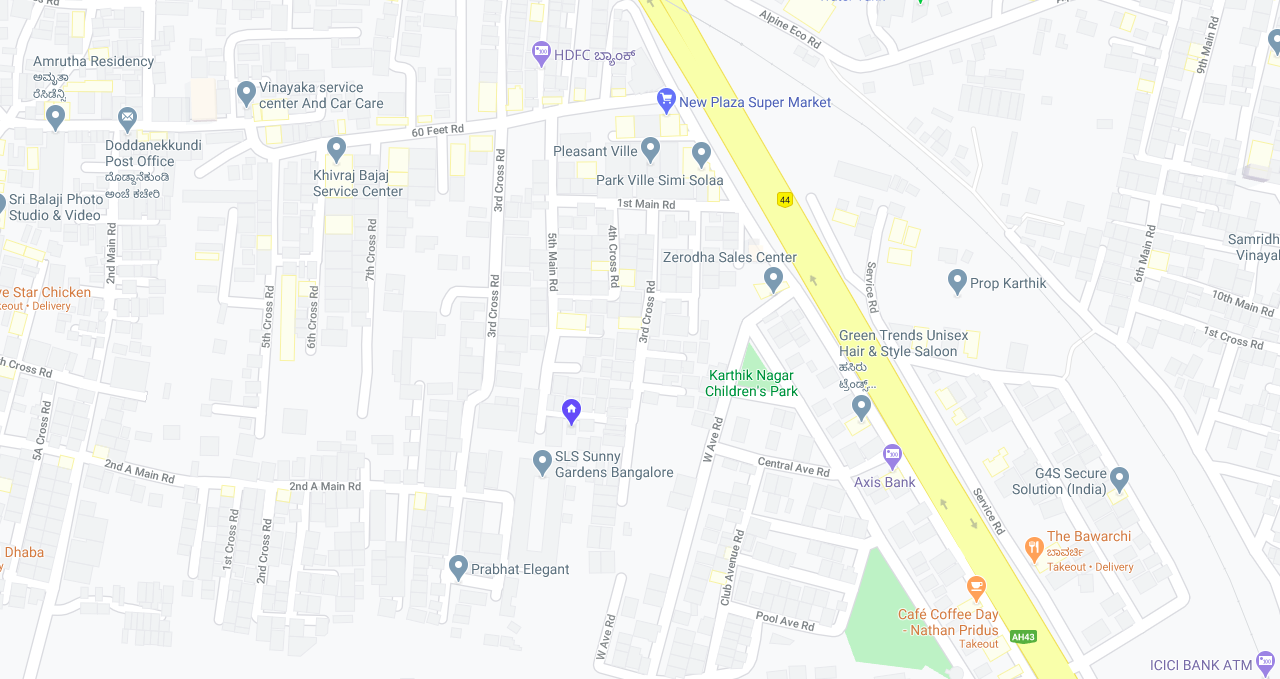 Alpine Eco Rd
9th Main Rd
HDFC ಬ್ಯಾಂಕ್
Amrutha Residency
ಅಮೃತಾ
ರೆಸಿಡೆನ್ಸಿ
Vinayaka service
center And Car Care
New Plaza Super Market
60 Feet Rd
Doddanekkundi
Post Office
ದೊಡ್ಡಾನೆಕುಂಡಿ
ಅಂಚೆ ಕಚೇರಿ
Pleasant Ville
Khivraj Bajaj
Service Center
Park Ville Simi Solaa
3rd Cross Rd
Sri Balaji Photo
Studio & Video
1st Main Rd
44
2nd Main Rd
7th Cross Rd
5th Main Rd
4th Cross Rd
6th Main Rd
Samridh
Vinayal
Zerodha Sales Center
Service Rd
Prop Karthik
ve Star Chicken
keout • Delivery
5th Cross Rd
6th Cross Rd
3rd Cross Rd
3rd Cross Rd
10th Main Rd
1st Cross Rd
Green Trends Unisex
Hair & Style Saloon
ಹಸಿರು
ಟ್ರೆಂಡ್ಸ್...
th Cross Rd
Karthik Nagar
Children's Park
5A Cross Rd
W Ave Rd
SLS Sunny
Gardens Bangalore
2nd A Main Rd
2nd A Main Rd
Central Ave Rd
Axis Bank
G4S Secure
Solution (India)
Service Rd
1st Cross Rd
2nd Cross Rd
Dhaba
The Bawarchi
ಬಾವರ್ಚಿ
Takeout • Delivery
Prabhat Elegant
Club Avenue Rd
Café Coffee Day
- Nathan Pridus
Takeout
Pool Ave Rd
W Ave Rd
AH43
ICICI BANK ATM